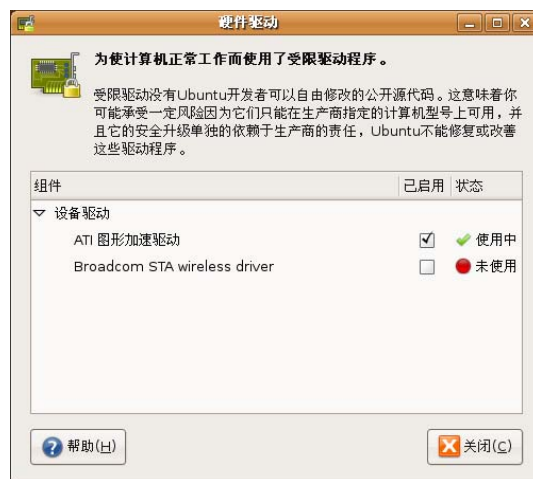 硬件驱动
为使计算机正常工作而使用了受限驱动程序。
受限驱动没有Ubuntu开发者可以自由修改的公开源代码。这意味着你
可能承受一定风险因为它们只能在生产商指定的计算机型号上可用，并
且它的安全升级单独的依赖于生产商的责任，Ubuntu不能修复或改善
这些驱动程序。
组件 已启用 状态
设备驱动
ATI 图形加速驱动 使用中
Broadcom STA wireless driver 未使用
帮助(H) 关闭(C)